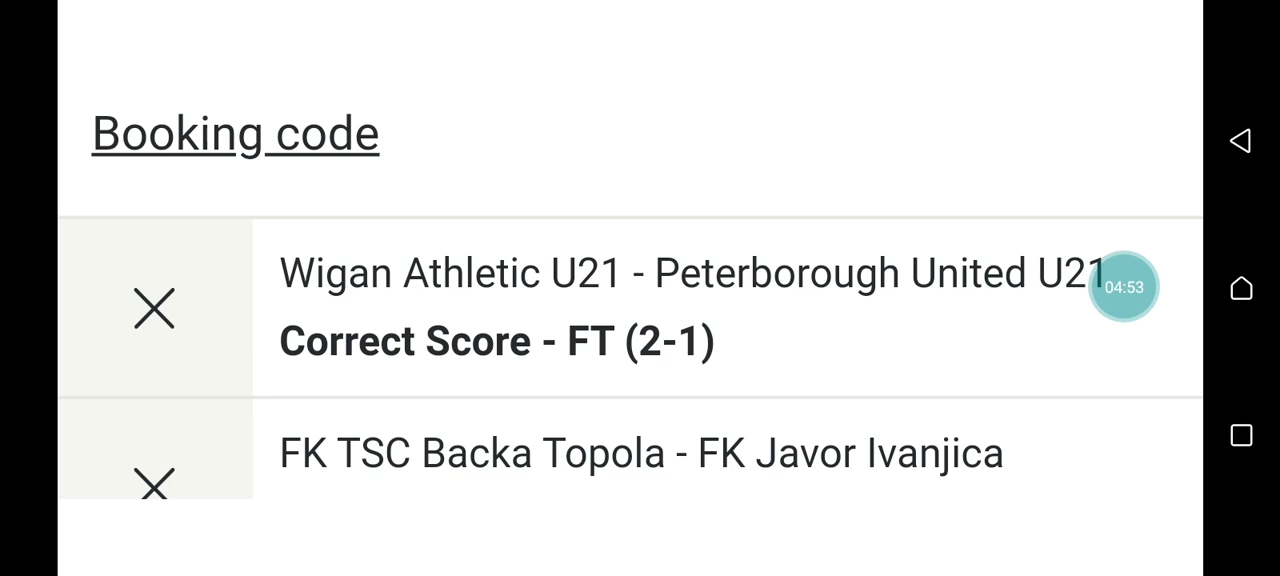 Booking code
Wigan Athletic U21 - Peterborough United U21
04:53
Correct Score - FT (2-1)
FK TSC Backa Topola - FK Javor Ivanjica